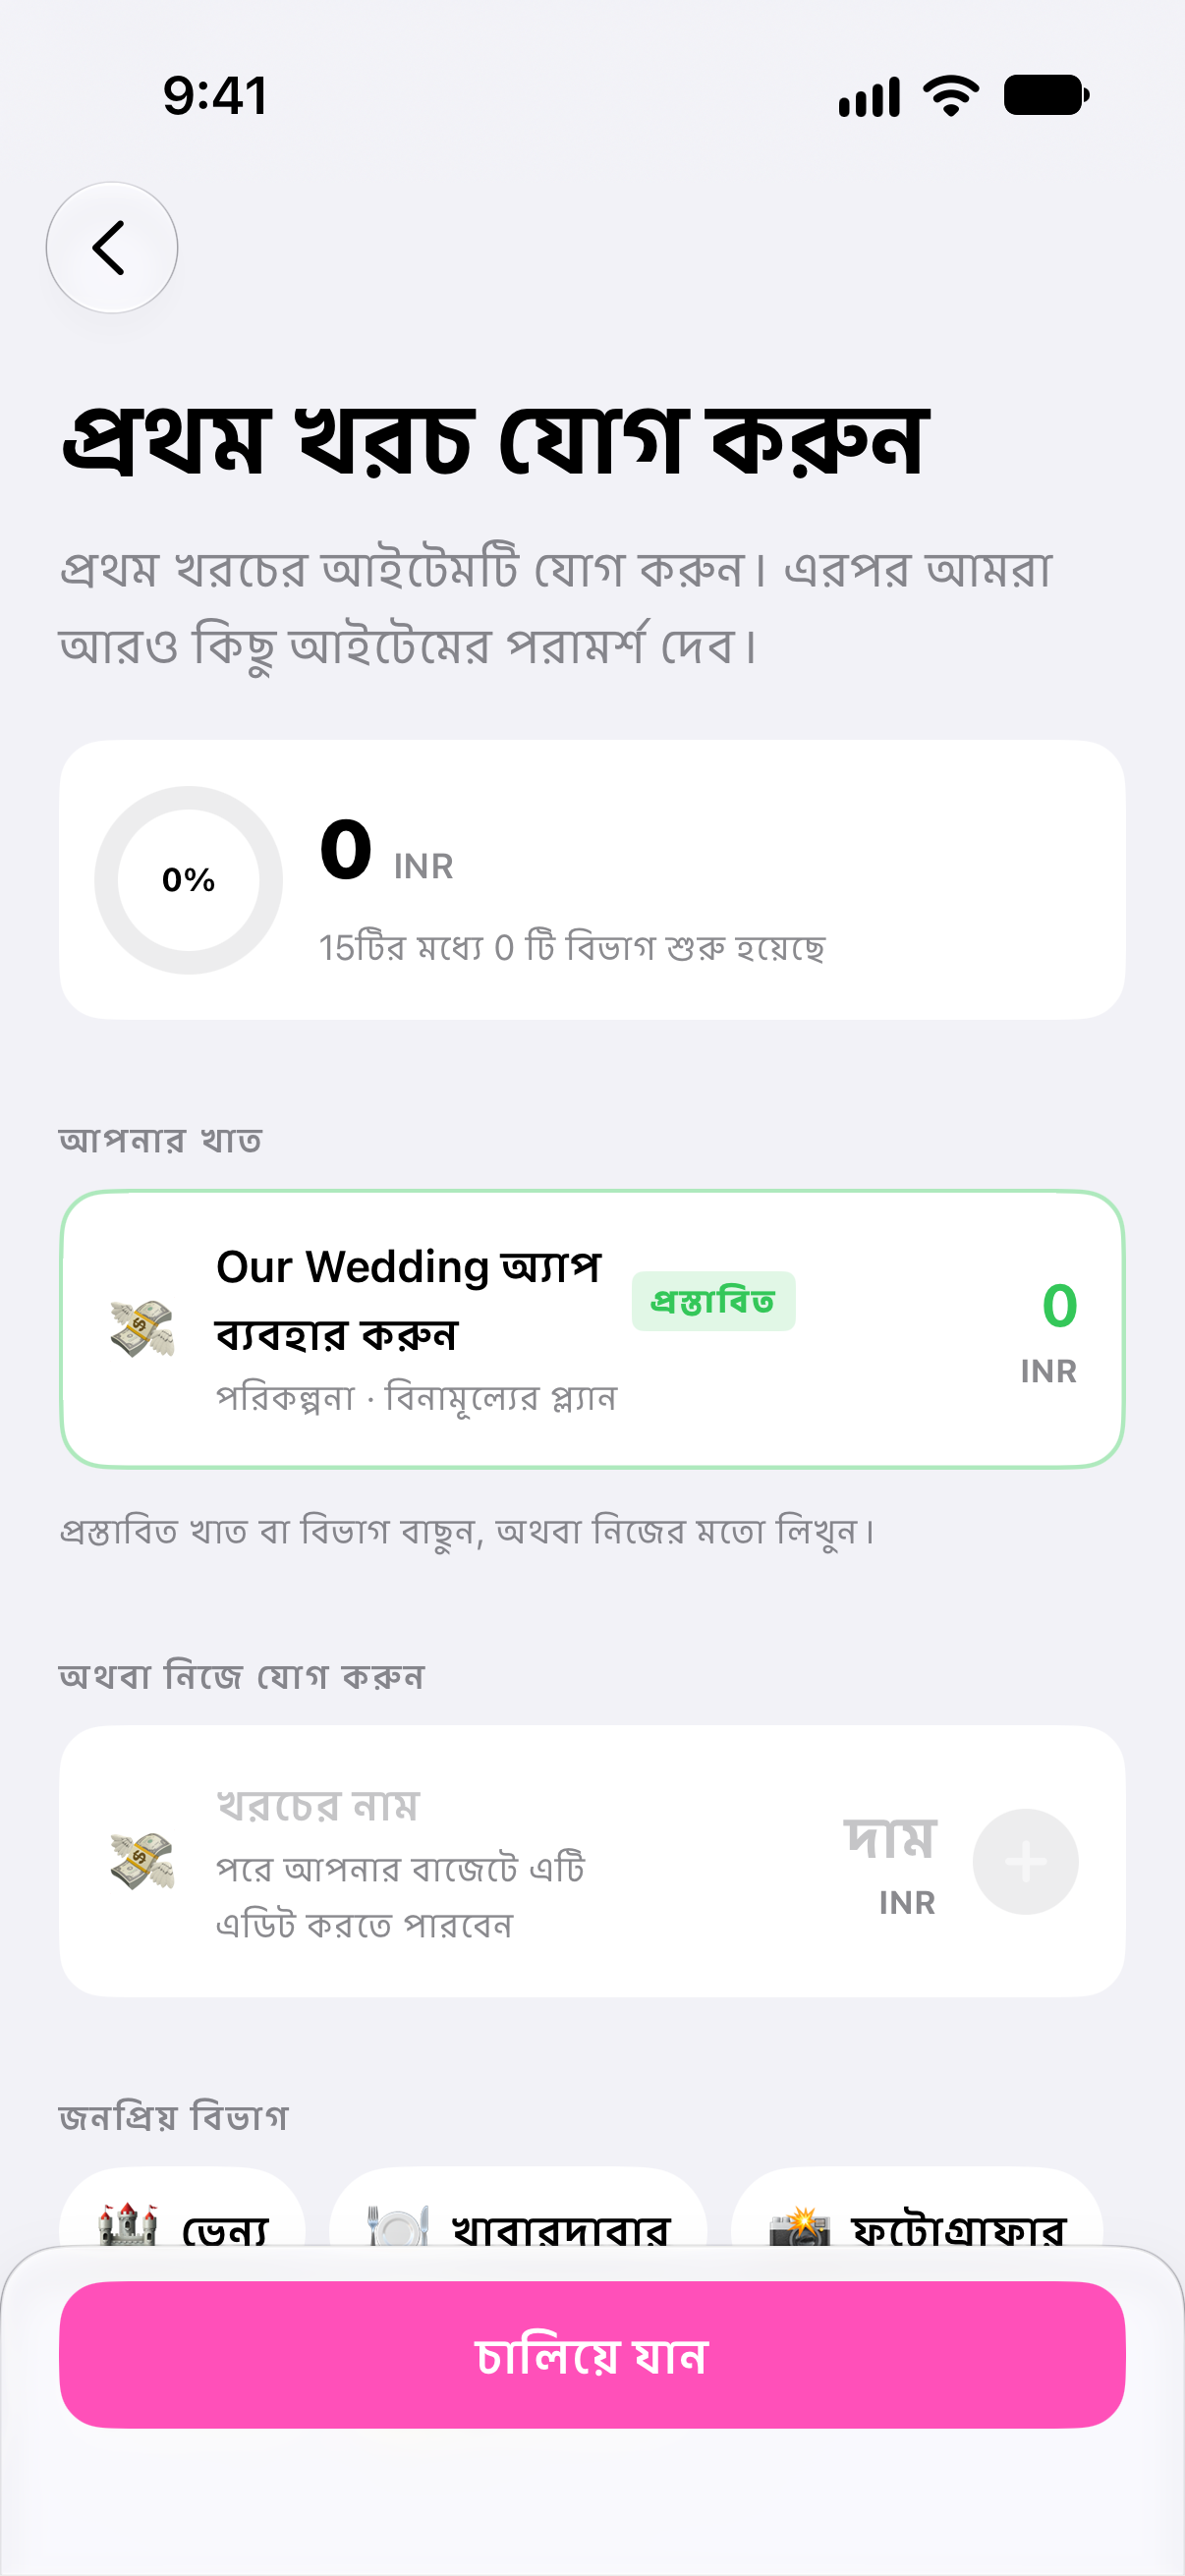 9:41
প্রথম খরচ যোগ করুন
প্রথম খরচের আইটেমটি যোগ করুন। এরপর আমরা
আরও কিছু আইটেমের পরামর্শ দেব।
0%
0 INR
15টির মধ্যে 0 টি বিভাগ শুরু হয়েছে
আপনার খাত
Our Wedding অ্যাপ
ব্যবহার করুন
প্রস্তাবিত
পরিকল্পনা · বিনামূল্যের প্ল্যান
0
INR
প্রস্তাবিত খাত বা বিভাগ বাছুন, অথবা নিজের মতো লিখুন।
অথবা নিজে যোগ করুন
খরচের নাম
পরে আপনার বাজেটে এটি
এডিট করতে পারবেন
দাম
INR
জনপ্রিয় বিভাগ
ভেন্যু
খাবারদাবার
ফটোগ্রাফার
চালিয়ে যান